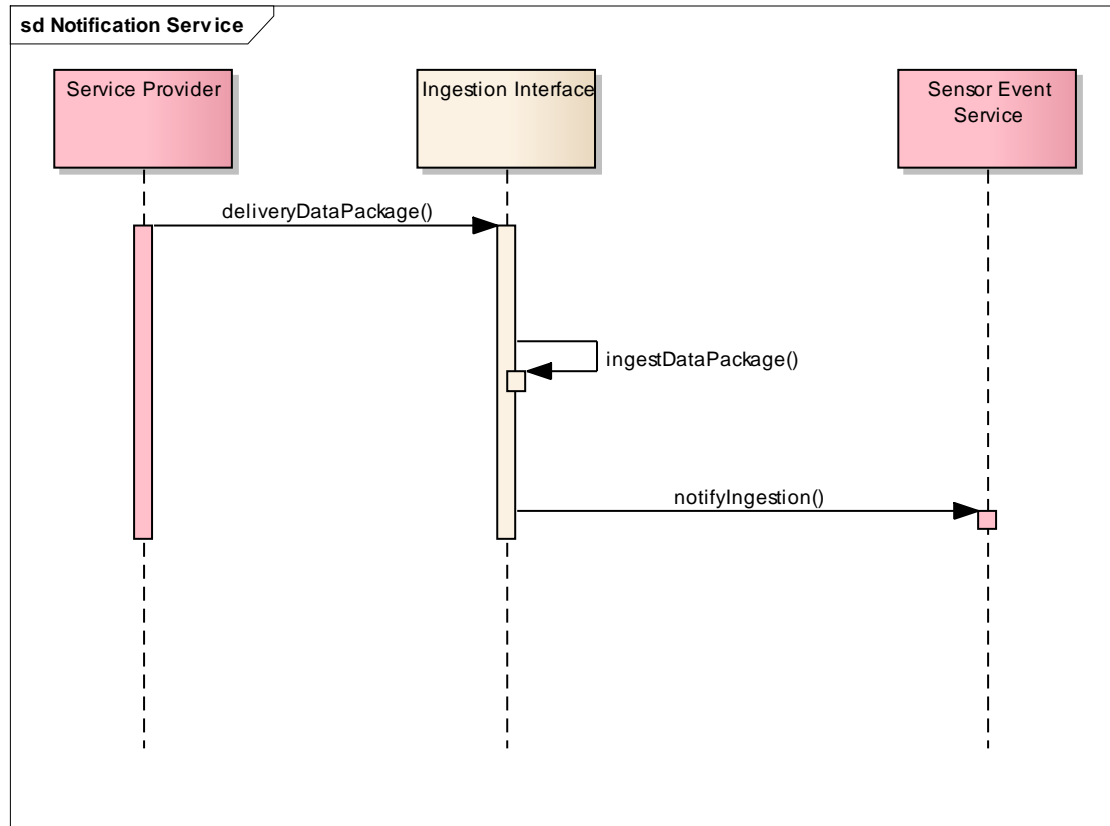 sd Notification Service
Service Provider
Ingestion Interface
Sensor Event
Service
deliveryDataPackage()
ingestDataPackage()
notifyIngestion()